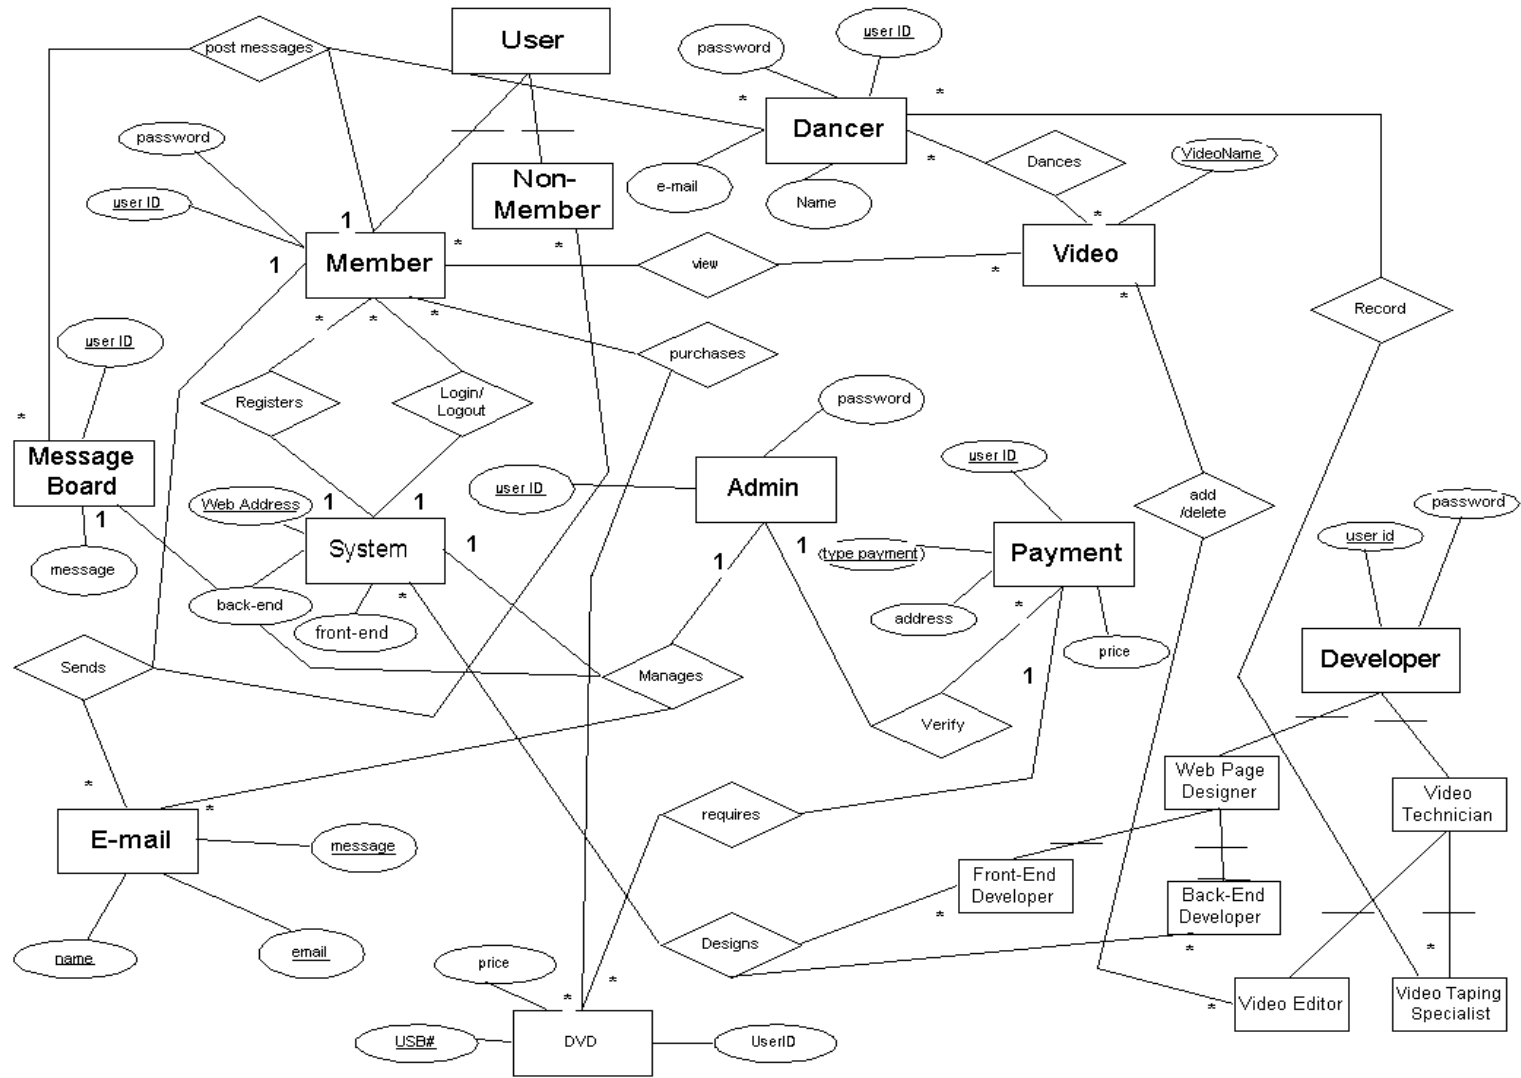 User
post messages
user ID
password
*
*
Dancer
password
VideoName
Dances
*
Non-
Member
e-mail
user ID
Name
1
*
*
*
Member
1
view
Video
*
*
*
*
*
user ID
Record
purchases
password
Login/
Logout
Registers
*
Message
Board
user ID
Admin
user ID
Web Address
1
1
add
/delete
password
1
user id
System
1
1
1
Payment
(type payment)
message
*
*
back-end
address
front-end
price
Developer
Sends
Manages
1
Verify
Web Page
Designer
*
*
Video
Technician
requires
E-mail
message
Front-End
Developer
Back-End
Developer
*
Designs
*
*
name
email
price
*
*
Video Editor
Video Taping
Specialist
*
USB#
DVD
UserID